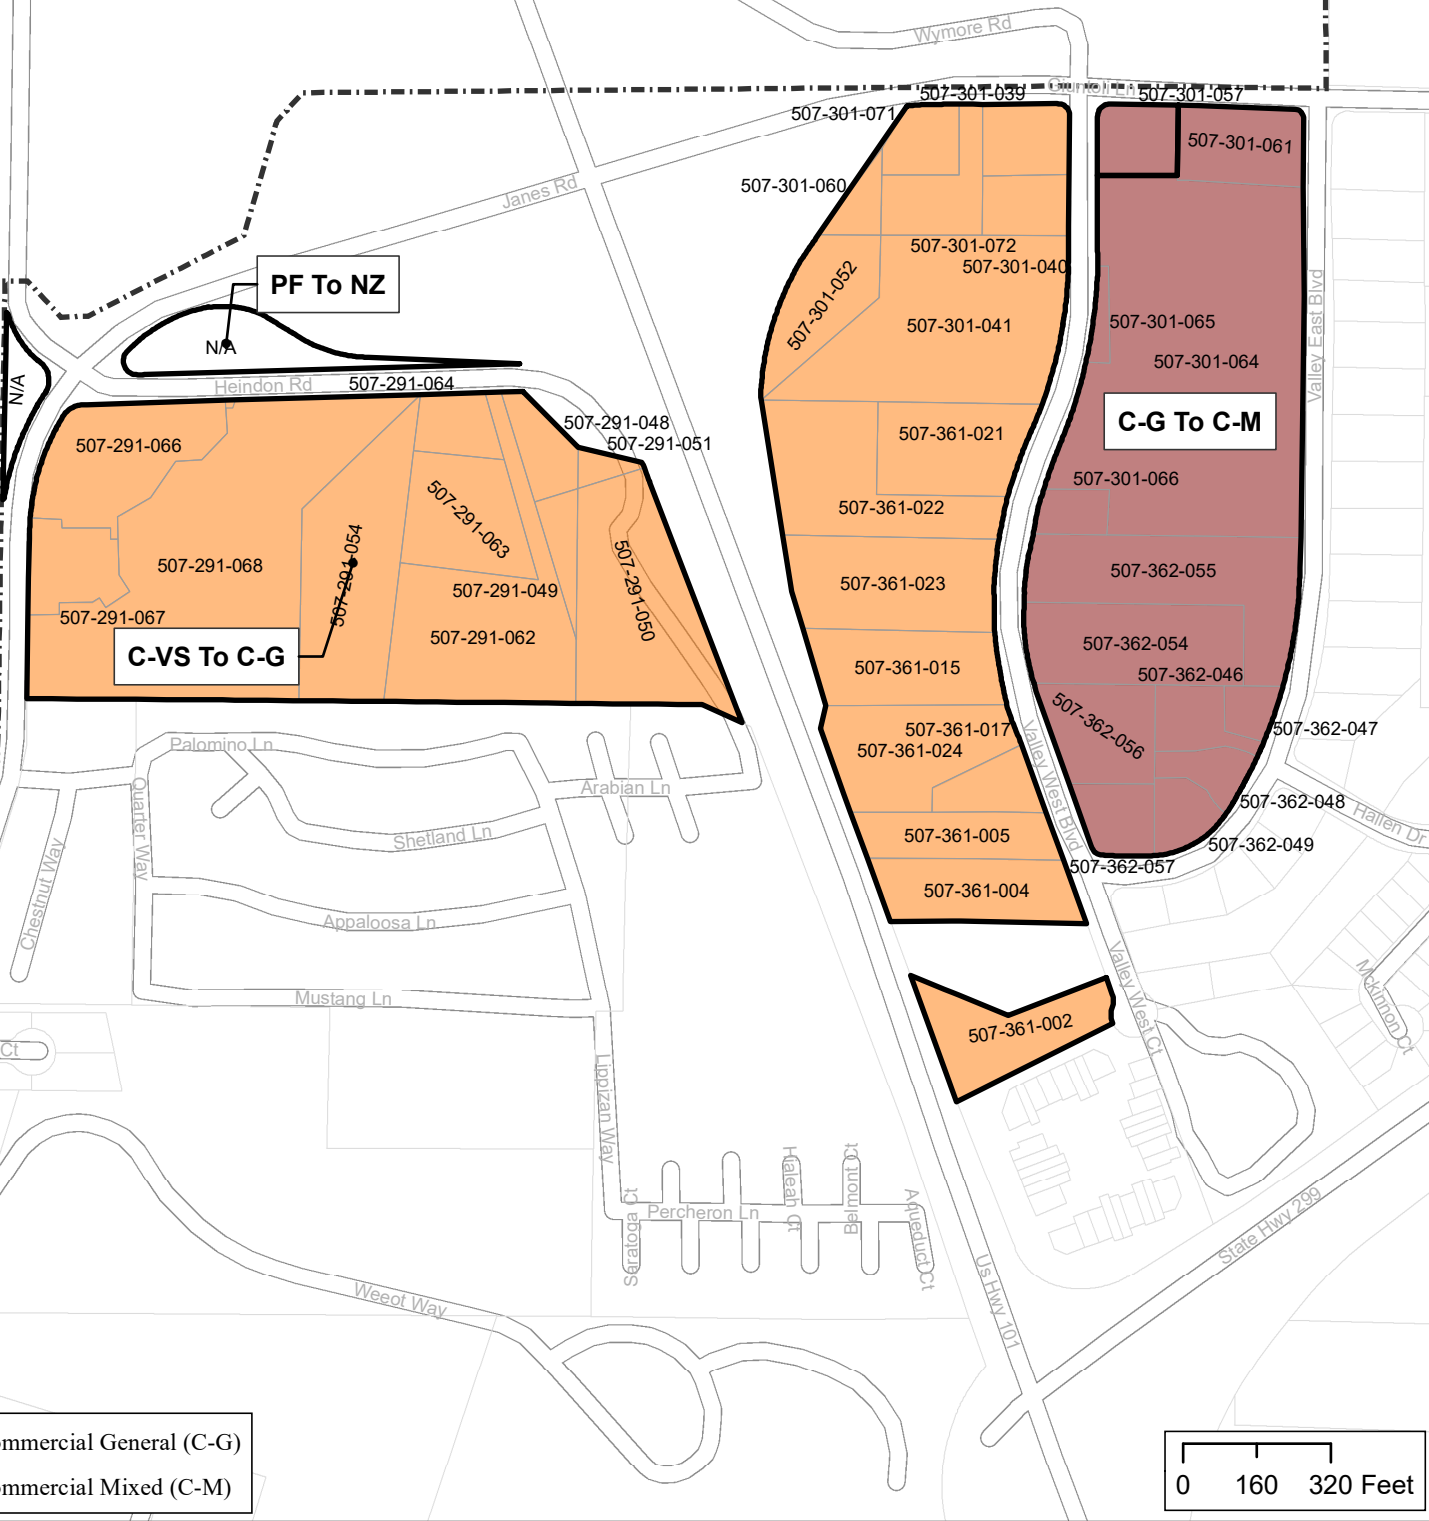 Wymore Rd
Giuntoli Ln
507-301-039
507-301-057
507-301-071
507-301-061
507-301-060
Janes Rd
507-301-072
507-301-040
507-301-052
PF To NZ
N/A
507-301-041
507-301-065
507-301-064
Valley East Blvd
N/A
Heindon Rd
507-291-064
C-G To C-M
507-291-048
507-291-051
507-291-066
507-361-021
507-301-066
507-291-063
507-361-022
507-291-054
507-291-068
507-291-050
507-361-023
507-362-055
507-291-049
507-291-067
507-291-062
C-VS To C-G
507-362-054
507-361-015
507-362-046
507-362-056
507-361-017
507-361-024
507-362-047
Valley West Blvd
Palomino Ln
Arabian Ln
Quarter Way
Shetland Ln
507-362-048
Rallen Dr
507-361-005
507-362-049
507-362-057
Chestnut Way
507-361-004
Appaloosa Ln
Mustang Ln
Valley West Ct
Mckinnon Ct
507-361-002
Ct
Lippizan Way
Hialeah Ct
Belmont Ct
Saratoga Ct
Percheron Ln
Aqueduct Ct
State Hwy 299
Us Hwy 101
Weeot Way
ommercial General (C-G)
ommercial Mixed (C-M)
0 160 320 Feet